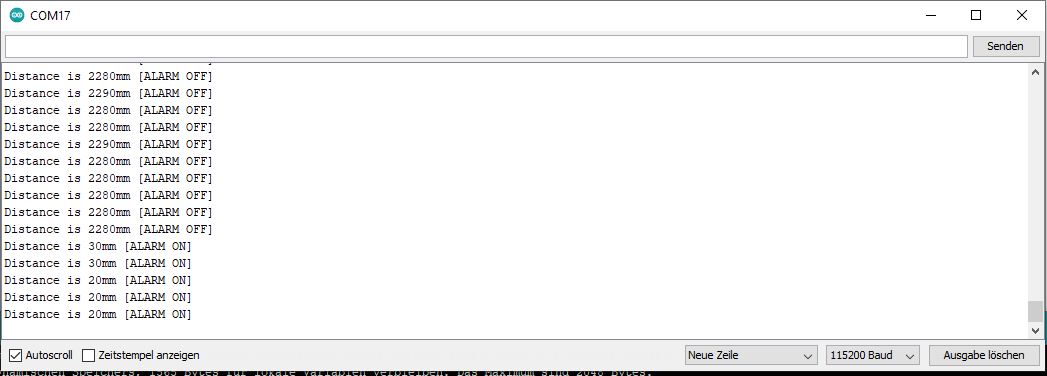 COM17
Senden
Distance is 2280mm [ALARM OFF]
Distance is 2290mm [ALARM OFF]
Distance is 2280mm [ALARM OFF]
Distance is 2280mm [ALARM OFF]
Distance is 2290mm [ALARM OFF]
Distance is 2280mm [ALARM OFF]
Distance is 2280mm [ALARM OFF]
Distance is 2280mm [ALARM OFF]
Distance is 2280mm [ALARM OFF]
Distance is 2280mm [ALARM OFF]
Distance is 30mm [ALARM ON]
Distance is 30mm [ALARM ON]
Distance is 20mm [ALARM ON]
Distance is 20mm [ALARM ON]
Distance is 20mm [ALARM ON]
Autoscroll Zeitstempel anzeigen Neue Zeile 115200 Baud Ausgabe löschen